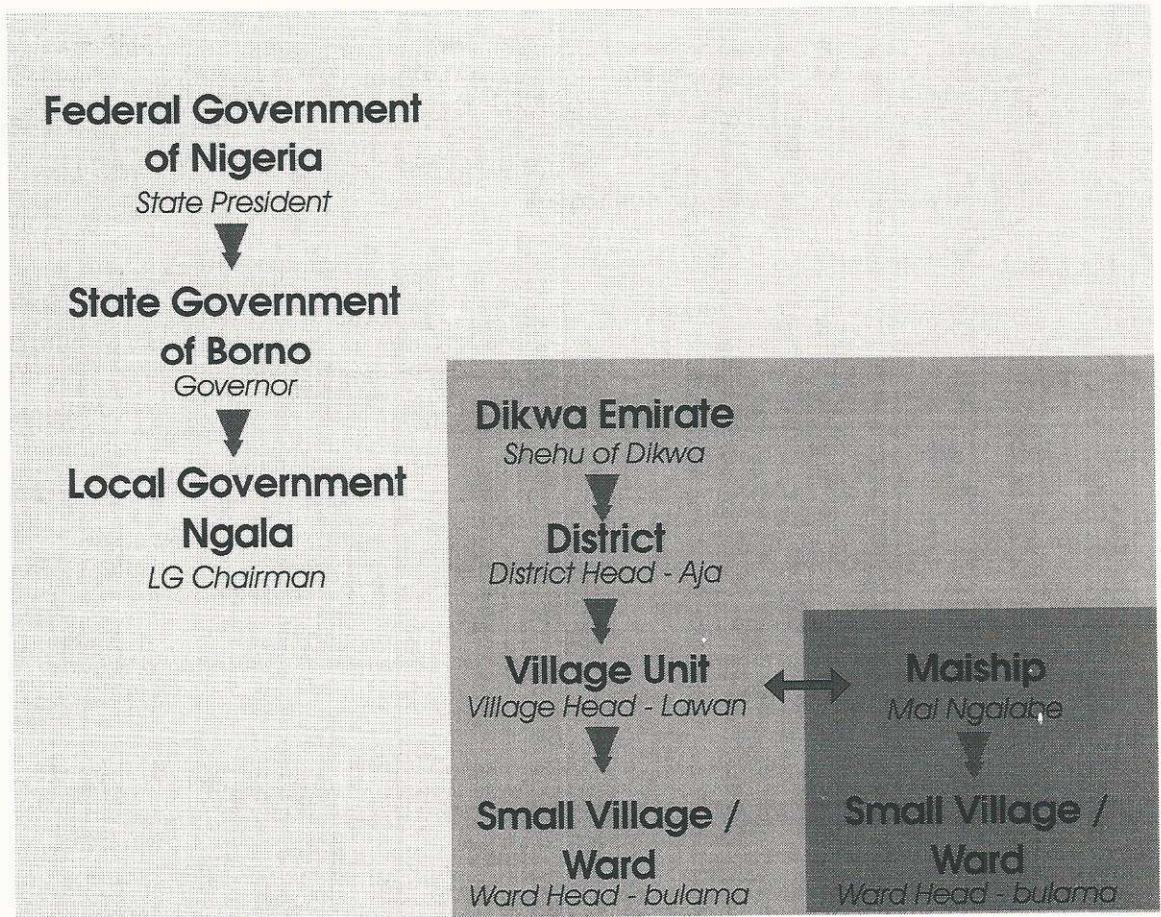 Federal Government
of Nigeria
State President
State Government
of Borno
Governor
Local Government
Ngala
LG Chairman
Dikwa Emirate
Shehu of Dikwa
District
District Head - Aja
Village Unit
Village Head - Lawan
Small Village /
Ward
Ward Head - bulama
Maiship
Mai Ngalabe
Small Village /
Ward
Ward Head - bulama